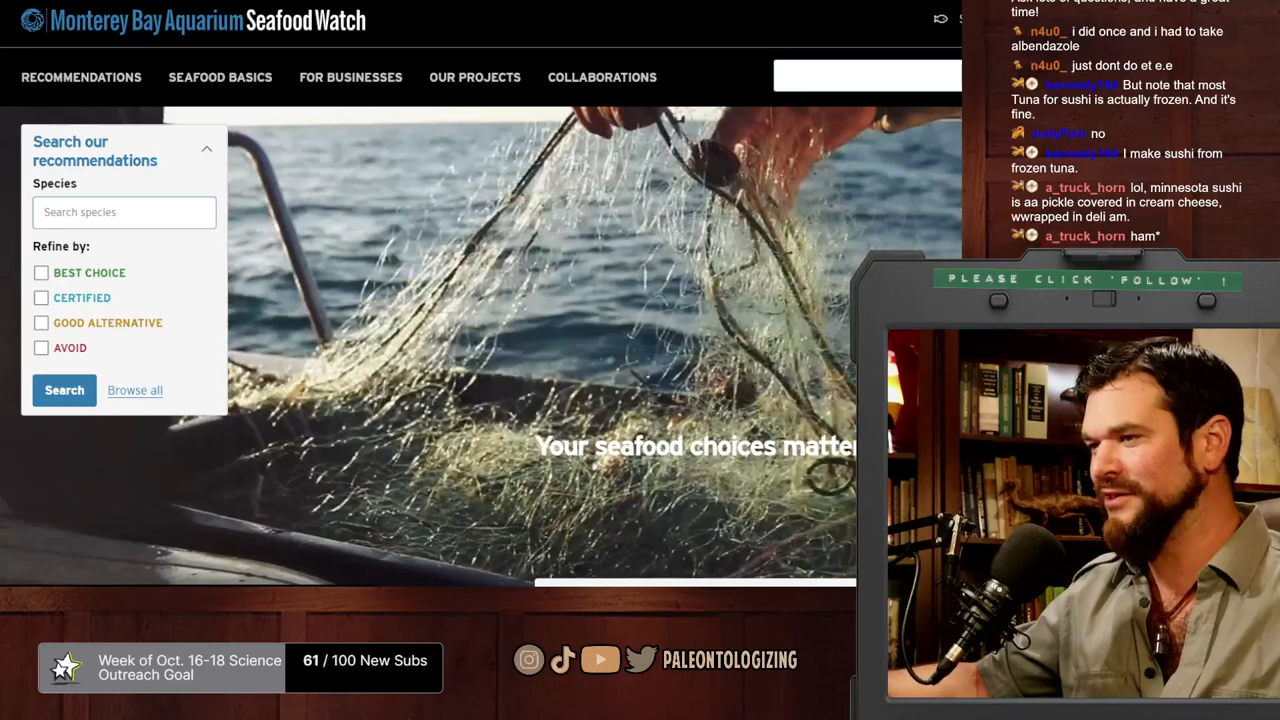 Monterey Bay Aquarium Seafood Watch
RECOMMENDATIONS
SEAFOOD BASICS
FOR BUSINESSES
OUR PROJECTS
COLLABORATIONS
Search our
recommendations
Species
Search species
Refine by:
BEST CHOICE
CERTIFIED
GOOD ALTERNATIVE
AVOID
Search
Browse all
Your seafood choices matter
time!
n4u0_ i did once and i had to take
albendazole
n4u0_ just dont do et e.e
But note that most
Tuna for sushi is actually frozen. And it's
fine.
JodyFish no
I make sushi from
frozen tuna.
a_truck_horn lol, minnesota sushi
is aa pickle covered in cream cheese,
wwrapped in deli am.
a_truck_horn ham*
PLEASE CLICK 'FOLLOW' !
Week of Oct. 16-18 Science
Outreach Goal
61 / 100 New Subs
PALEONTOLOGIZING